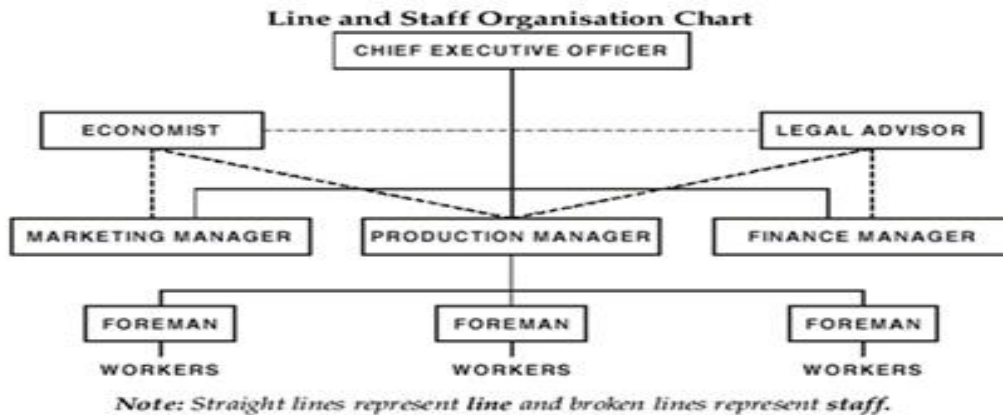 Line and Staff Organisation Chart
CHIEF EXECUTIVE OFFICER
ECONOMIST
LEGAL ADVISOR
MARKETING MANAGER
PRODUCTION MANAGER
FINANCE MANAGER
FOREMAN
FOREMAN
FOREMAN
WORKERS
WORKERS
WORKERS
Note: Straight lines represent line and broken lines represent staff.